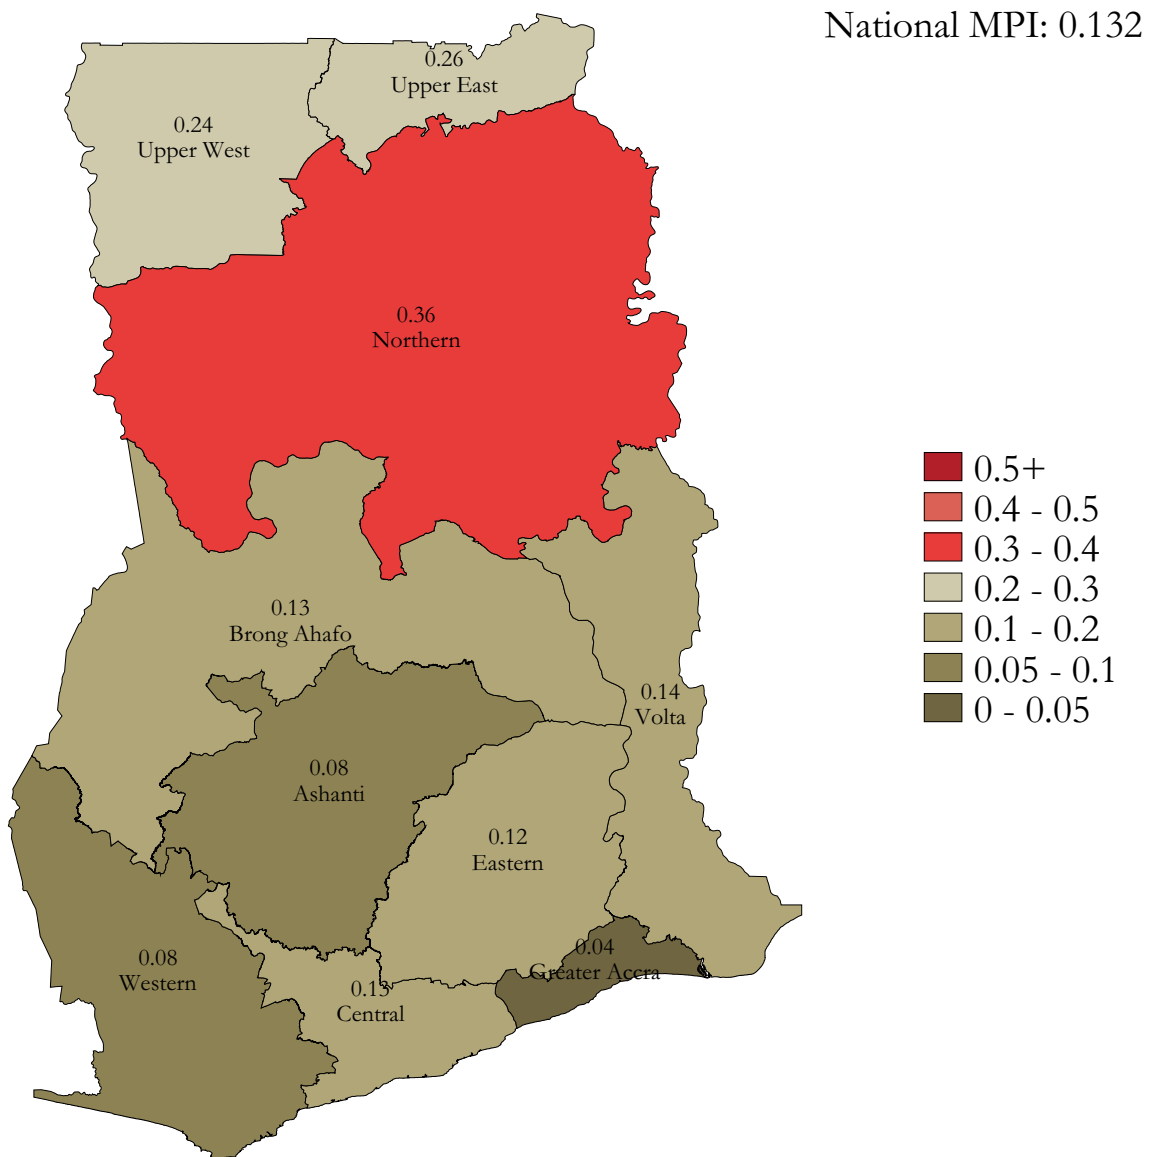 National MPI: 0.132
0.26
Upper East
0.24
Upper West
0.36
Northern
0.5+
0.4 - 0.5
0.3 - 0.4
0.2 - 0.3
0.1 - 0.2
0.05 - 0.1
0 - 0.05
0.13
Brong Ahafo
0.14
Volta
0.08
Ashanti
0.12
Eastern
0.04
Greater Accra
0.08
Western
Central